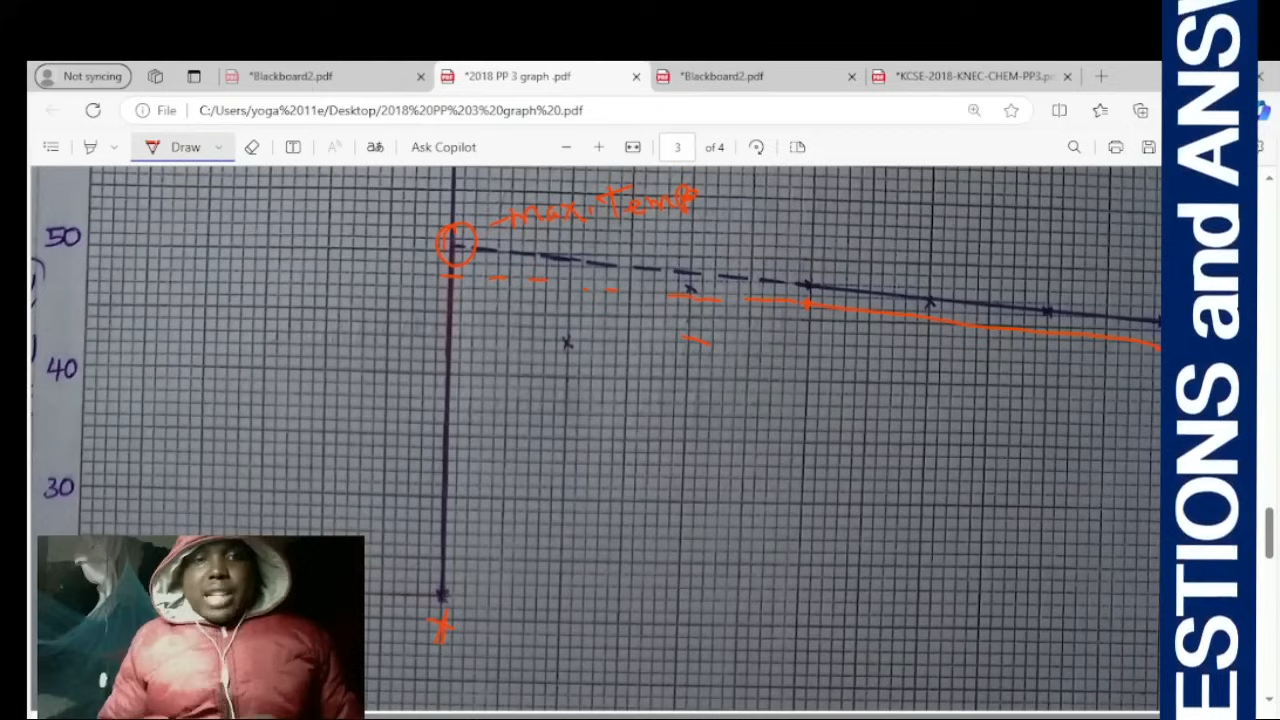 Not syncing
*Blackboard2.pdf
*2018 PP 3 graph .pdf
*Blackboard2.pdf
*KCSE-2018-KNEC-CHEM-PP3.p
File
C:/Users/yoga%2011e/Desktop/2018%20PP%203%20graph%20.pdf
Draw
Ask Copilot
3 of 4
max. Temp
50
40
30
ESTIONS and ANSW